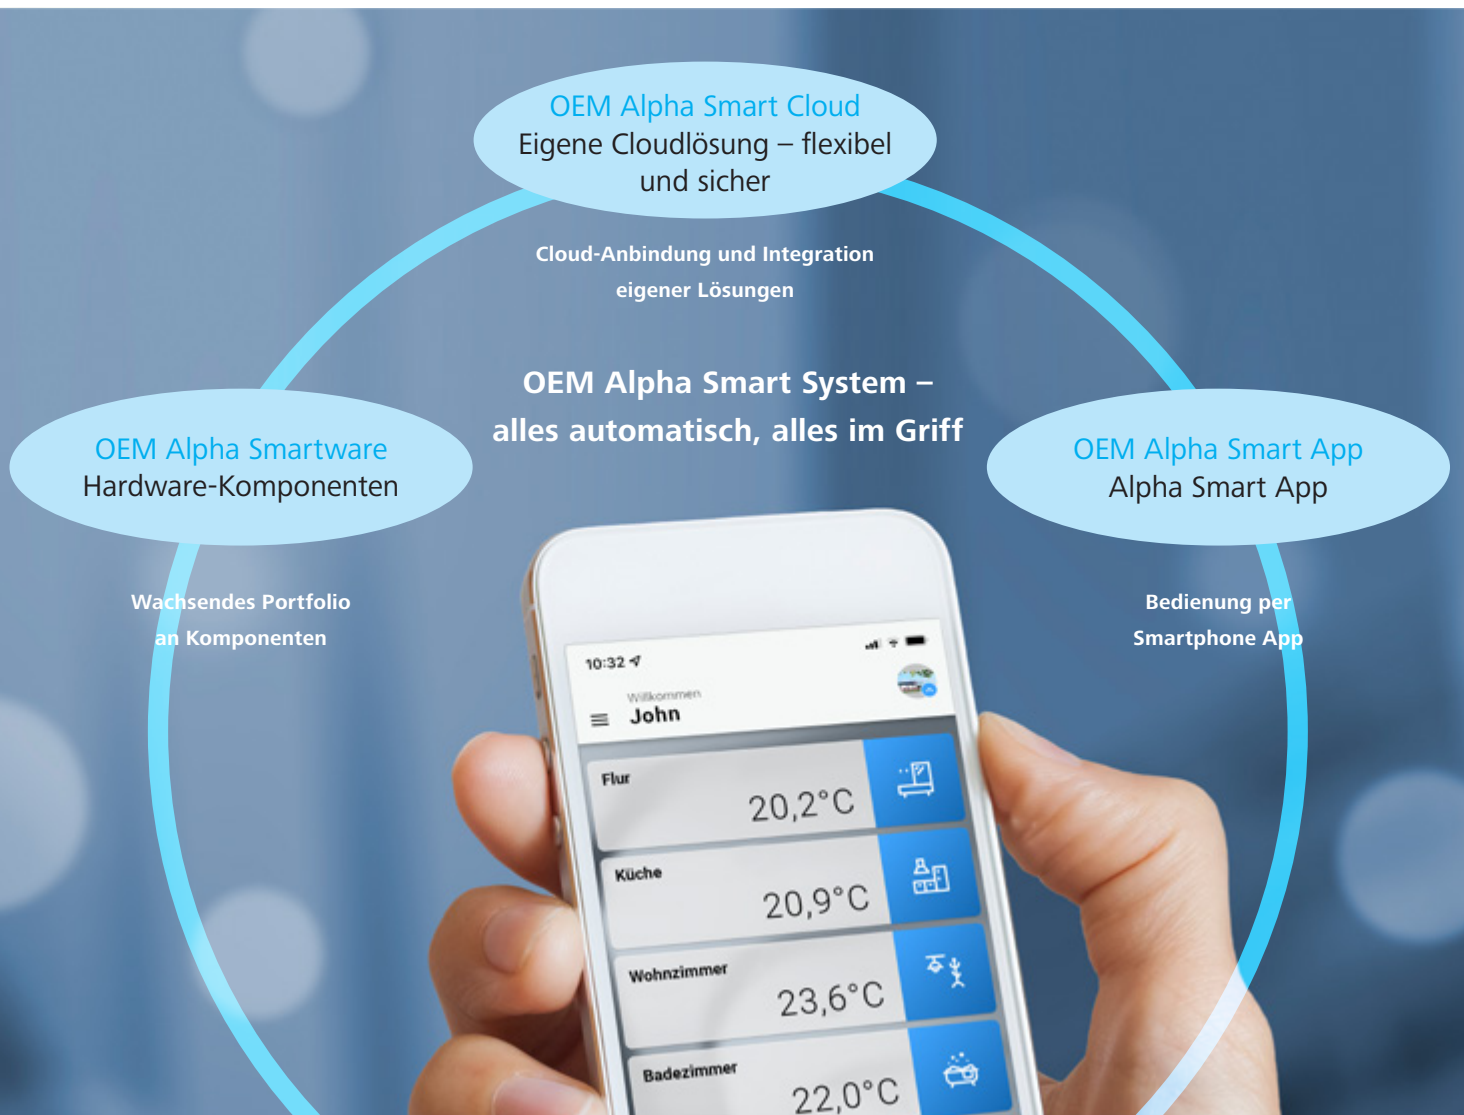 OEM Alpha Smart Cloud
Eigene Cloudlösung – flexibel
und sicher
Cloud-Anbindung und Integration
eigener Lösungen
OEM Alpha Smart System –
alles automatisch, alles im Griff
OEM Alpha Smartware
Hardware-Komponenten
OEM Alpha Smart App
Alpha Smart App
Wachsendes Portfolio
an Komponenten
Bedienung per
Smartphone App
10:32
Willkommen
John
Flur
20,2°C
Küche
20,9°C
Wohnzimmer
23,6°C
Badezimmer
22,0°C